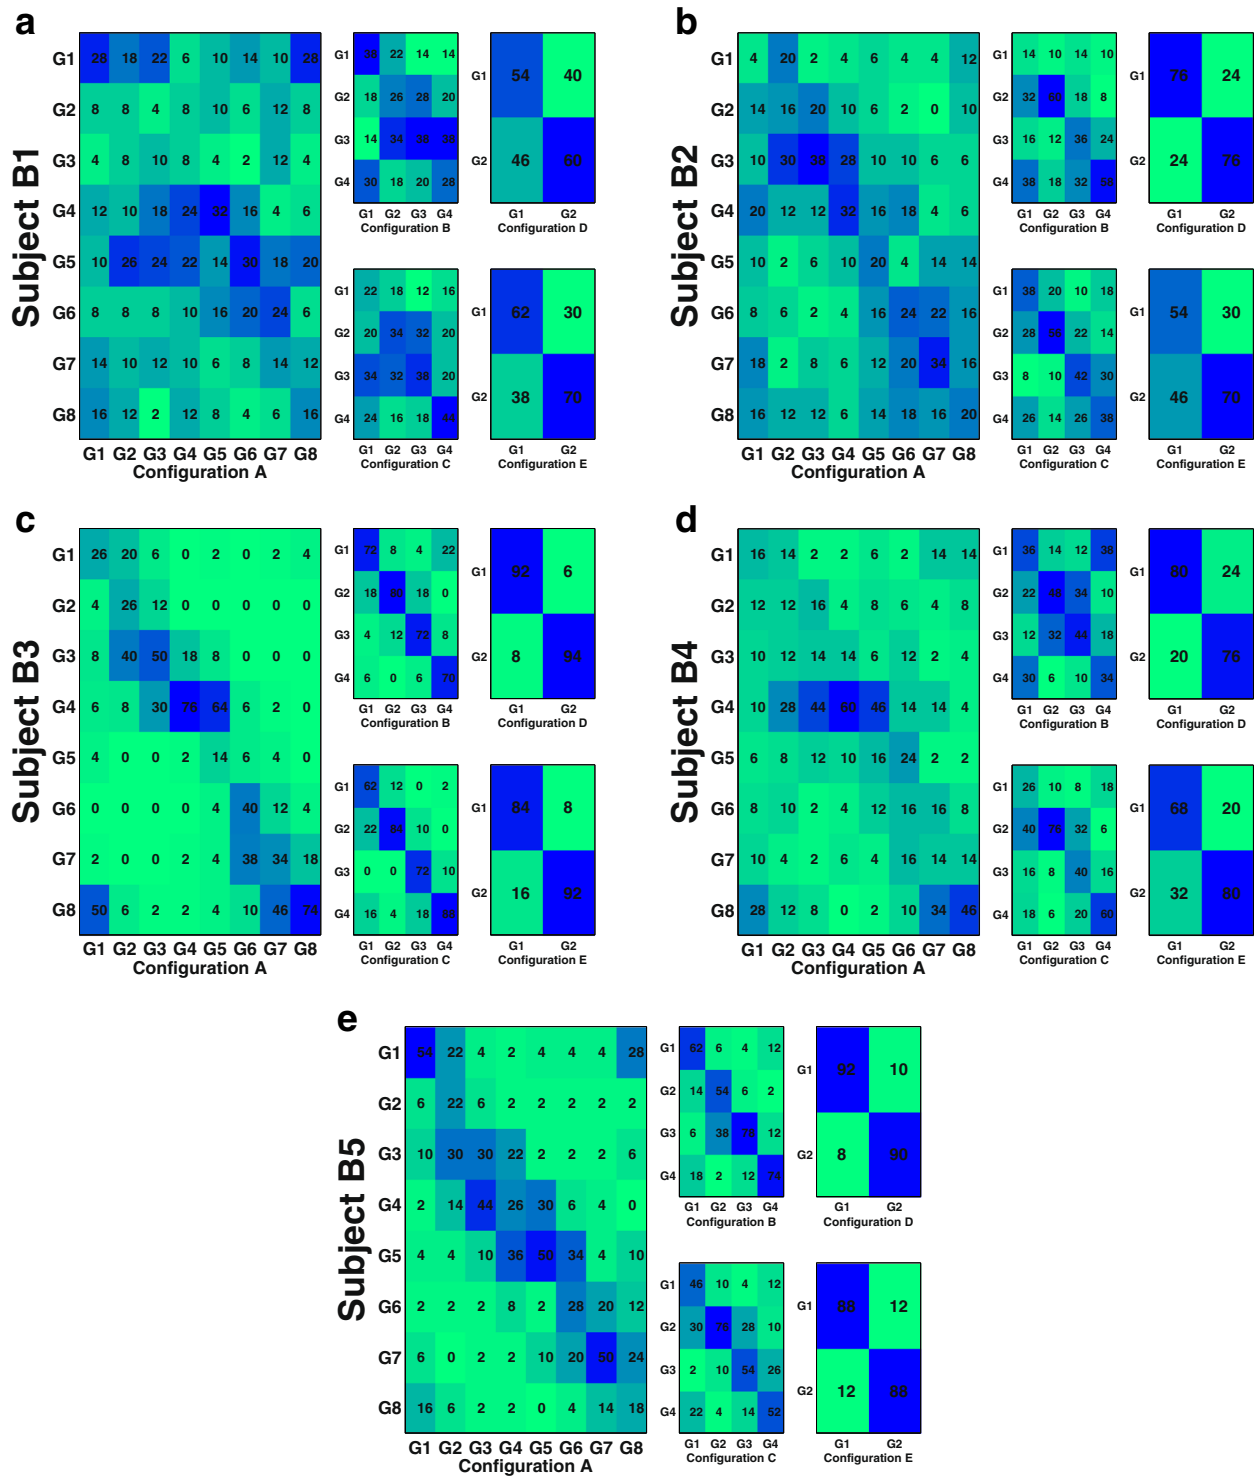 a
Subject B1
G1 28 18 22 6 10 14 10 28
G2 8 8 4 8 10 6 12 8
G3 4 8 10 8 4 2 12 4
G4 12 10 18 24 32 16 4 6
G5 10 26 24 22 14 30 18 20
G6 8 8 8 10 16 20 24 6
G7 14 10 12 10 6 8 14 12
G8 16 12 2 12 8 4 6 16
G1 G2 G3 G4 G5 G6 G7 G8
Configuration A
G1 38 22 14 14
G2 18 26 28 20
G3 14 34 38 38
G4 30 18 20 28
G1 G2 G3 G4
Configuration B
G1 54 40
G2 46 60
G1 G2
Configuration D
G1 22 18 12 16
G2 20 34 32 20
G3 34 32 38 20
G4 24 16 18 44
G1 G2 G3 G4
Configuration C
G1 62 30
G2 38 70
G1 G2
Configuration E
b
Subject B2
G1 4 20 2 4 6 4 4 12
G2 14 16 20 10 6 2 0 10
G3 10 30 38 28 10 10 6 6
G4 20 12 12 32 16 18 4 6
G5 10 2 6 10 20 4 14 14
G6 8 6 2 4 16 24 22 16
G7 18 2 8 6 12 20 34 16
G8 16 12 12 6 14 18 16 20
G1 G2 G3 G4 G5 G6 G7 G8
Configuration A
G1 14 10 14 10
G2 32 60 18 8
G3 16 12 36 24
G4 38 18 32 58
G1 G2 G3 G4
Configuration B
G1 76 24
G2 24 76
G1 G2
Configuration D
G1 38 20 10 18
G2 28 56 22 14
G3 8 10 42 30
G4 26 14 26 38
G1 G2 G3 G4
Configuration C
G1 54 30
G2 46 70
G1 G2
Configuration E
c
Subject B3
G1 26 20 6 0 2 0 2 4
G2 4 26 12 0 0 0 0 0
G3 8 40 50 18 8 0 0 0
G4 6 8 30 76 64 6 2 0
G5 4 0 0 2 14 6 4 0
G6 0 0 0 0 4 40 12 4
G7 2 0 0 2 4 38 34 18
G8 50 6 2 2 4 10 46 74
G1 G2 G3 G4 G5 G6 G7 G8
Configuration A
G1 72 8 4 22
G2 18 80 18 0
G3 4 12 72 8
G4 6 0 6 70
G1 G2 G3 G4
Configuration B
G1 92 6
G2 8 94
G1 G2
Configuration D
G1 62 12 0 2
G2 22 84 10 0
G3 0 0 72 10
G4 16 4 18 88
G1 G2 G3 G4
Configuration C
G1 84 8
G2 16 92
G1 G2
Configuration E
d
Subject B4
G1 16 14 2 2 6 2 14 14
G2 12 12 16 4 8 6 4 8
G3 10 12 14 14 6 12 2 4
G4 10 28 44 60 46 14 14 4
G5 6 8 12 10 16 24 2 2
G6 8 10 2 4 12 16 16 8
G7 10 4 2 6 4 16 14 14
G8 28 12 8 0 2 10 34 46
G1 G2 G3 G4 G5 G6 G7 G8
Configuration A
G1 36 14 12 38
G2 22 48 34 10
G3 12 32 44 18
G4 30 6 10 34
G1 G2 G3 G4
Configuration B
G1 80 24
G2 20 76
G1 G2
Configuration D
G1 26 10 8 18
G2 40 76 32 6
G3 16 8 40 16
G4 18 6 20 60
G1 G2 G3 G4
Configuration C
G1 68 20
G2 32 80
G1 G2
Configuration E
e
Subject B5
G1 54 22 4 2 4 4 4 28
G2 6 22 6 2 2 2 2 2
G3 10 30 30 22 2 2 2 6
G4 2 14 44 26 30 6 4 0
G5 4 4 10 36 50 34 4 10
G6 2 2 2 8 2 28 20 12
G7 6 0 2 2 10 20 50 24
G8 16 6 2 2 0 4 14 18
G1 G2 G3 G4 G5 G6 G7 G8
Configuration A
G1 62 6 4 12
G2 14 54 6 2
G3 6 38 78 12
G4 18 2 12 74
G1 G2 G3 G4
Configuration B
G1 92 10
G2 8 90
G1 G2
Configuration D
G1 46 10 4 12
G2 30 76 28 10
G3 2 10 54 26
G4 22 4 14 52
G1 G2 G3 G4
Configuration C
G1 88 12
G2 12 88
G1 G2
Configuration E